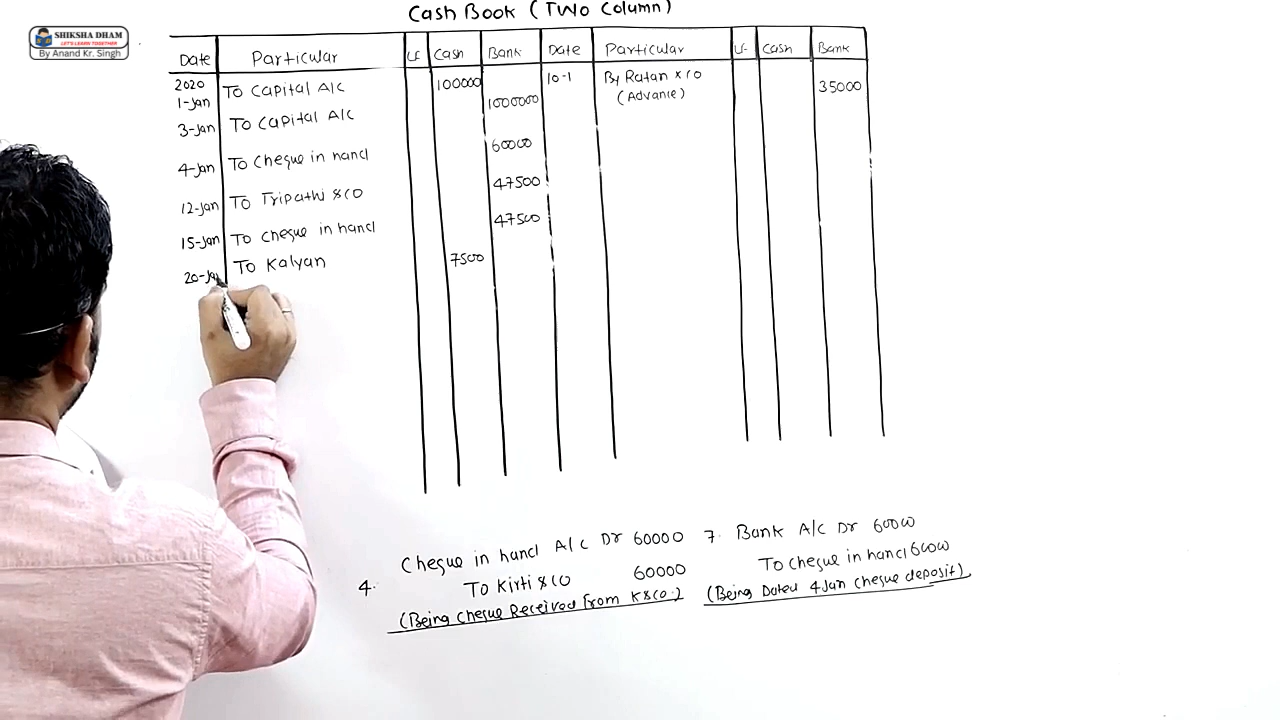 SHIKSHA DHAM
LET'S LEARN TOGETHER
By Anand Kr. Singh
Cash Book (Two Column)
Date Particular LF Cash Bank Date Particular LF Cash Bank
2020
1-Jan To Capital A/c 100000 10-1 By Ratan & Co 35000
(Advance)
3-Jan To Capital A/c 1000000
4-Jan To Cheque in hand 60000
12-Jan To Tripathi & Co 47500
15-Jan To Cheque in hand 47500
20-Jan To Kalyan 7500
4. Cheque in hand A/c Dr 60000
To Kirti & Co 60000
(Being Cheque Received From K & Co.)
7. Bank A/c Dr 60000
To Cheque in hand 60000
(Being Dated 4 Jan cheque deposit)